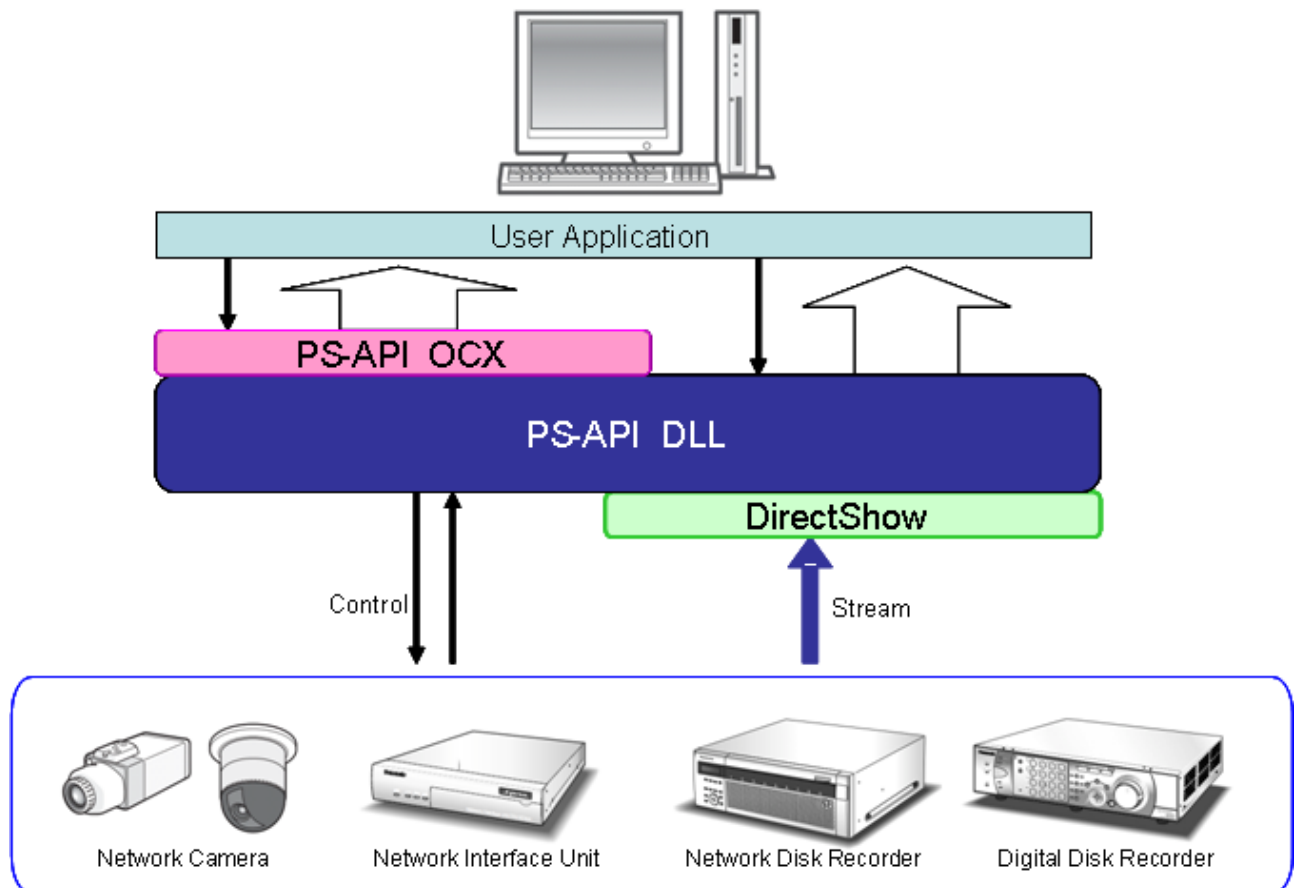 User Application
PS-API OCX
PS-API DLL
DirectShow
Control
Stream
Network Camera
Network Interface Unit
Network Disk Recorder
Digital Disk Recorder